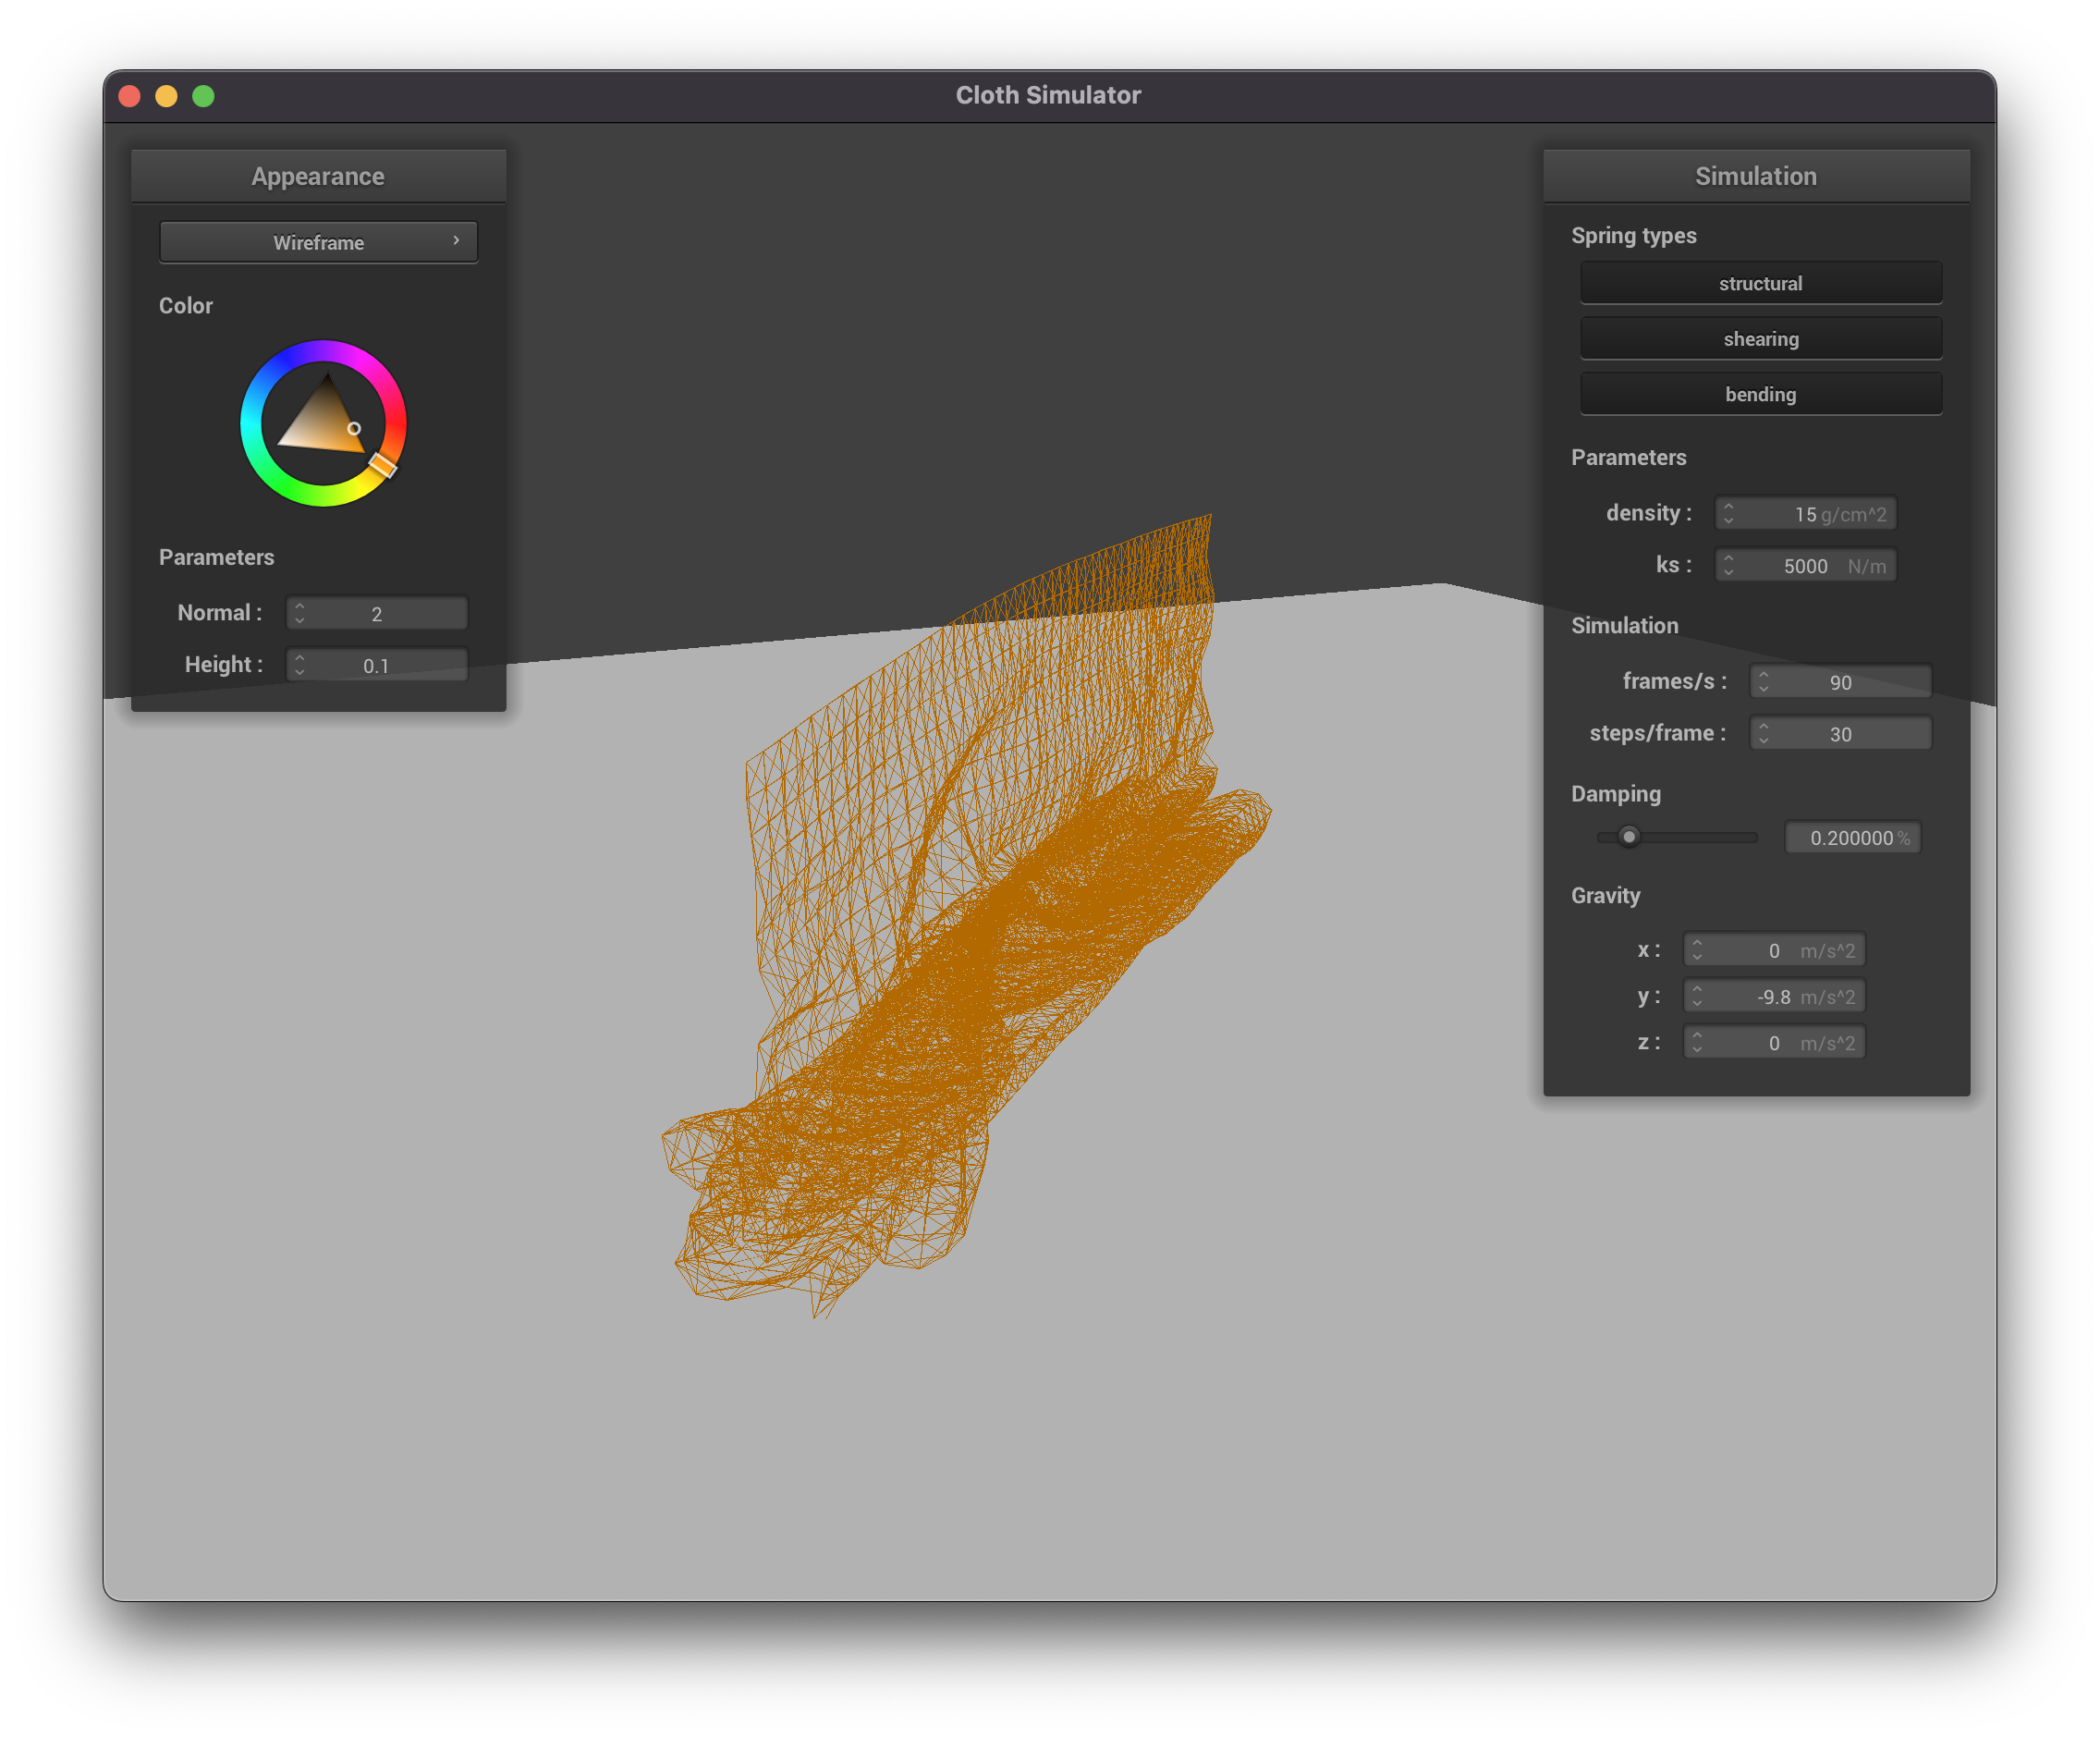 Cloth Simulator
Appearance
Wireframe
Color
Parameters
Normal : 2
Height : 0.1
Simulation
Spring types
structural
shearing
bending
Parameters
density : 15 g/cm^2
ks : 5000 N/m
Simulation
frames/s : 90
steps/frame : 30
Damping
0.200000 %
Gravity
x : 0 m/s^2
y : -9.8 m/s^2
z : 0 m/s^2